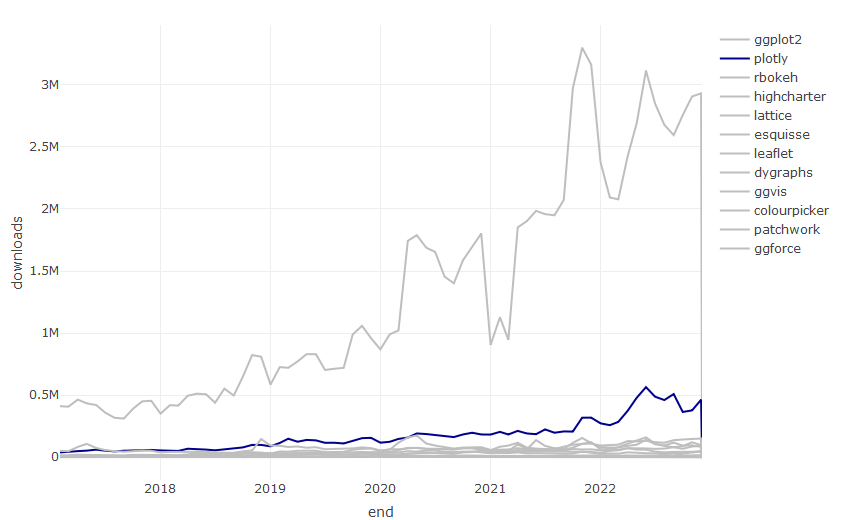 3M
2.5M
2M
1.5M
1M
0.5M
0
downloads
2018 2019 2020 2021 2022
end
ggplot2
plotly
rbokeh
highcharter
lattice
esquisse
leaflet
dygraphs
ggvis
colourpicker
patchwork
ggforce